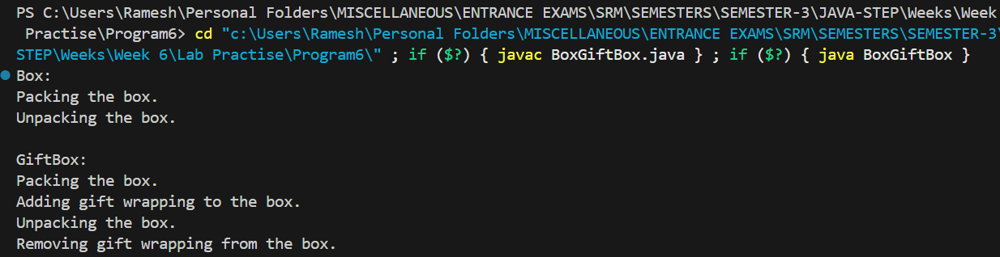 PS C:\Users\Ramesh\Personal Folders\MISCELLANEOUS\ENTRANCE EXAMS\SRM\SEMESTERS\SEMESTER-3\JAVA-STEP\Weeks\Week
Practise\Program6> cd "c:\Users\Ramesh\Personal Folders\MISCELLANEOUS\ENTRANCE EXAMS\SRM\SEMESTERS\SEMESTER-3\
STEP\Weeks\Week 6\Lab Practise\Program6\" ; if ($?) { javac BoxGiftBox.java } ; if ($?) { java BoxGiftBox }
Box:
Packing the box.
Unpacking the box.
GiftBox:
Packing the box.
Adding gift wrapping to the box.
Unpacking the box.
Removing gift wrapping from the box.